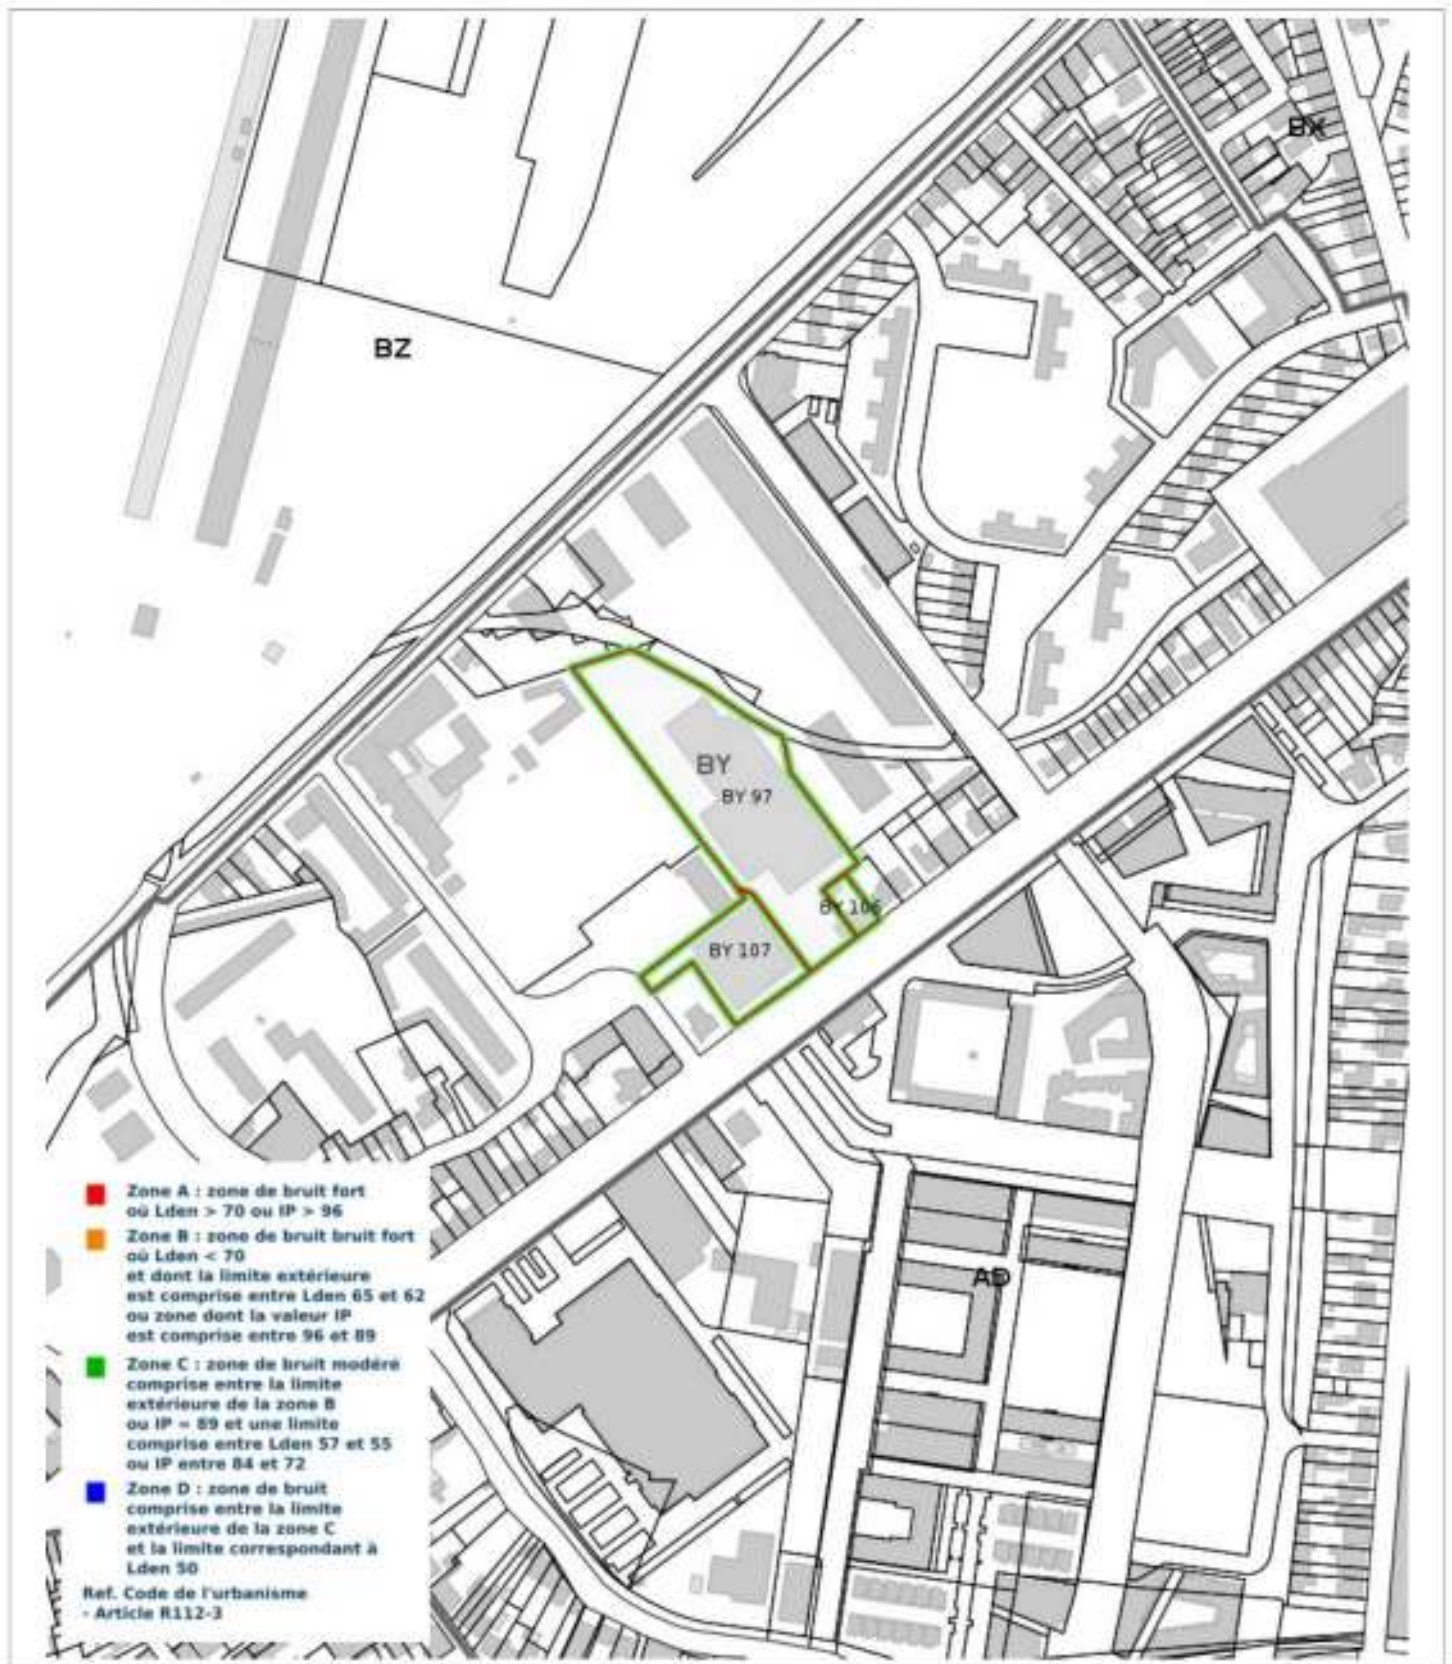 BX
BZ
BY
BY 97
BY 106
BY 107
AD
Zone A : zone de bruit fort
où Lden > 70 ou IP > 96
Zone B : zone de bruit bruit fort
où Lden < 70
et dont la limite extérieure
est comprise entre Lden 65 et 62
ou zone dont la valeur IP
est comprise entre 96 et 89
Zone C : zone de bruit modéré
comprise entre la limite
extérieure de la zone B
ou IP = 89 et une limite
comprise entre Lden 57 et 55
ou IP entre 84 et 72
Zone D : zone de bruit
comprise entre la limite
extérieure de la zone C
et la limite correspondant à
Lden 50
Ref. Code de l'urbanisme
- Article R112-3